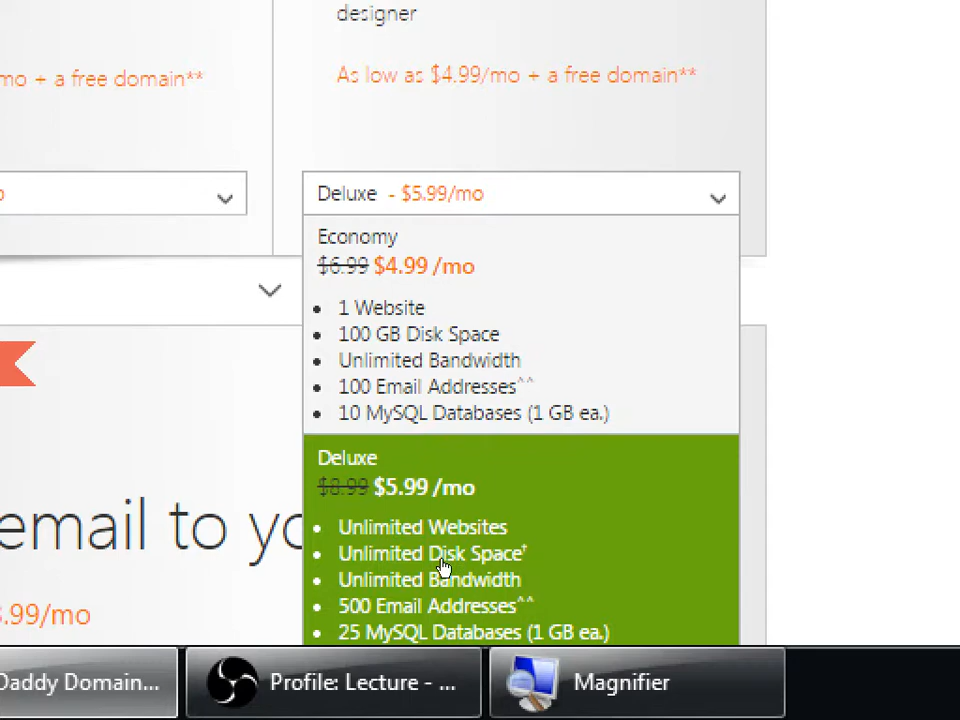 designer
mo + a free domain**
As low as $4.99/mo + a free domain**
Deluxe - $5.99/mo
Economy
$6.99 $4.99 /mo
• 1 Website
• 100 GB Disk Space
• Unlimited Bandwidth
• 100 Email Addresses^^
• 10 MySQL Databases (1 GB ea.)
Deluxe
$8.99 $5.99 /mo
• Unlimited Websites
• Unlimited Disk Space†
• Unlimited Bandwidth
• 500 Email Addresses^^
• 25 MySQL Databases (1 GB ea.)
email to yo
.99/mo
Daddy Domain...
Profile: Lecture - ...
Magnifier